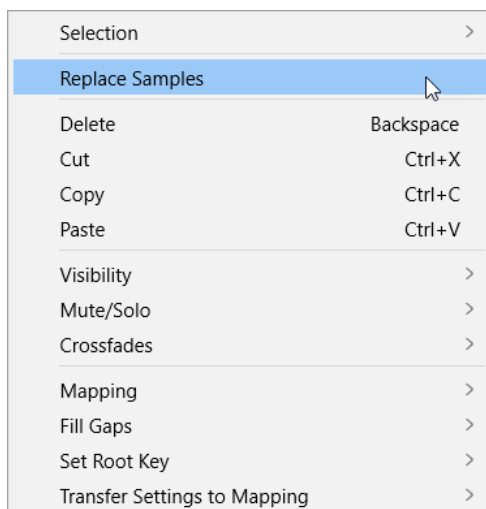 Selection
Replace Samples
Delete Backspace
Cut Ctrl+X
Copy Ctrl+C
Paste Ctrl+V
Visibility
Mute/Solo
Crossfades
Mapping
Fill Gaps
Set Root Key
Transfer Settings to Mapping